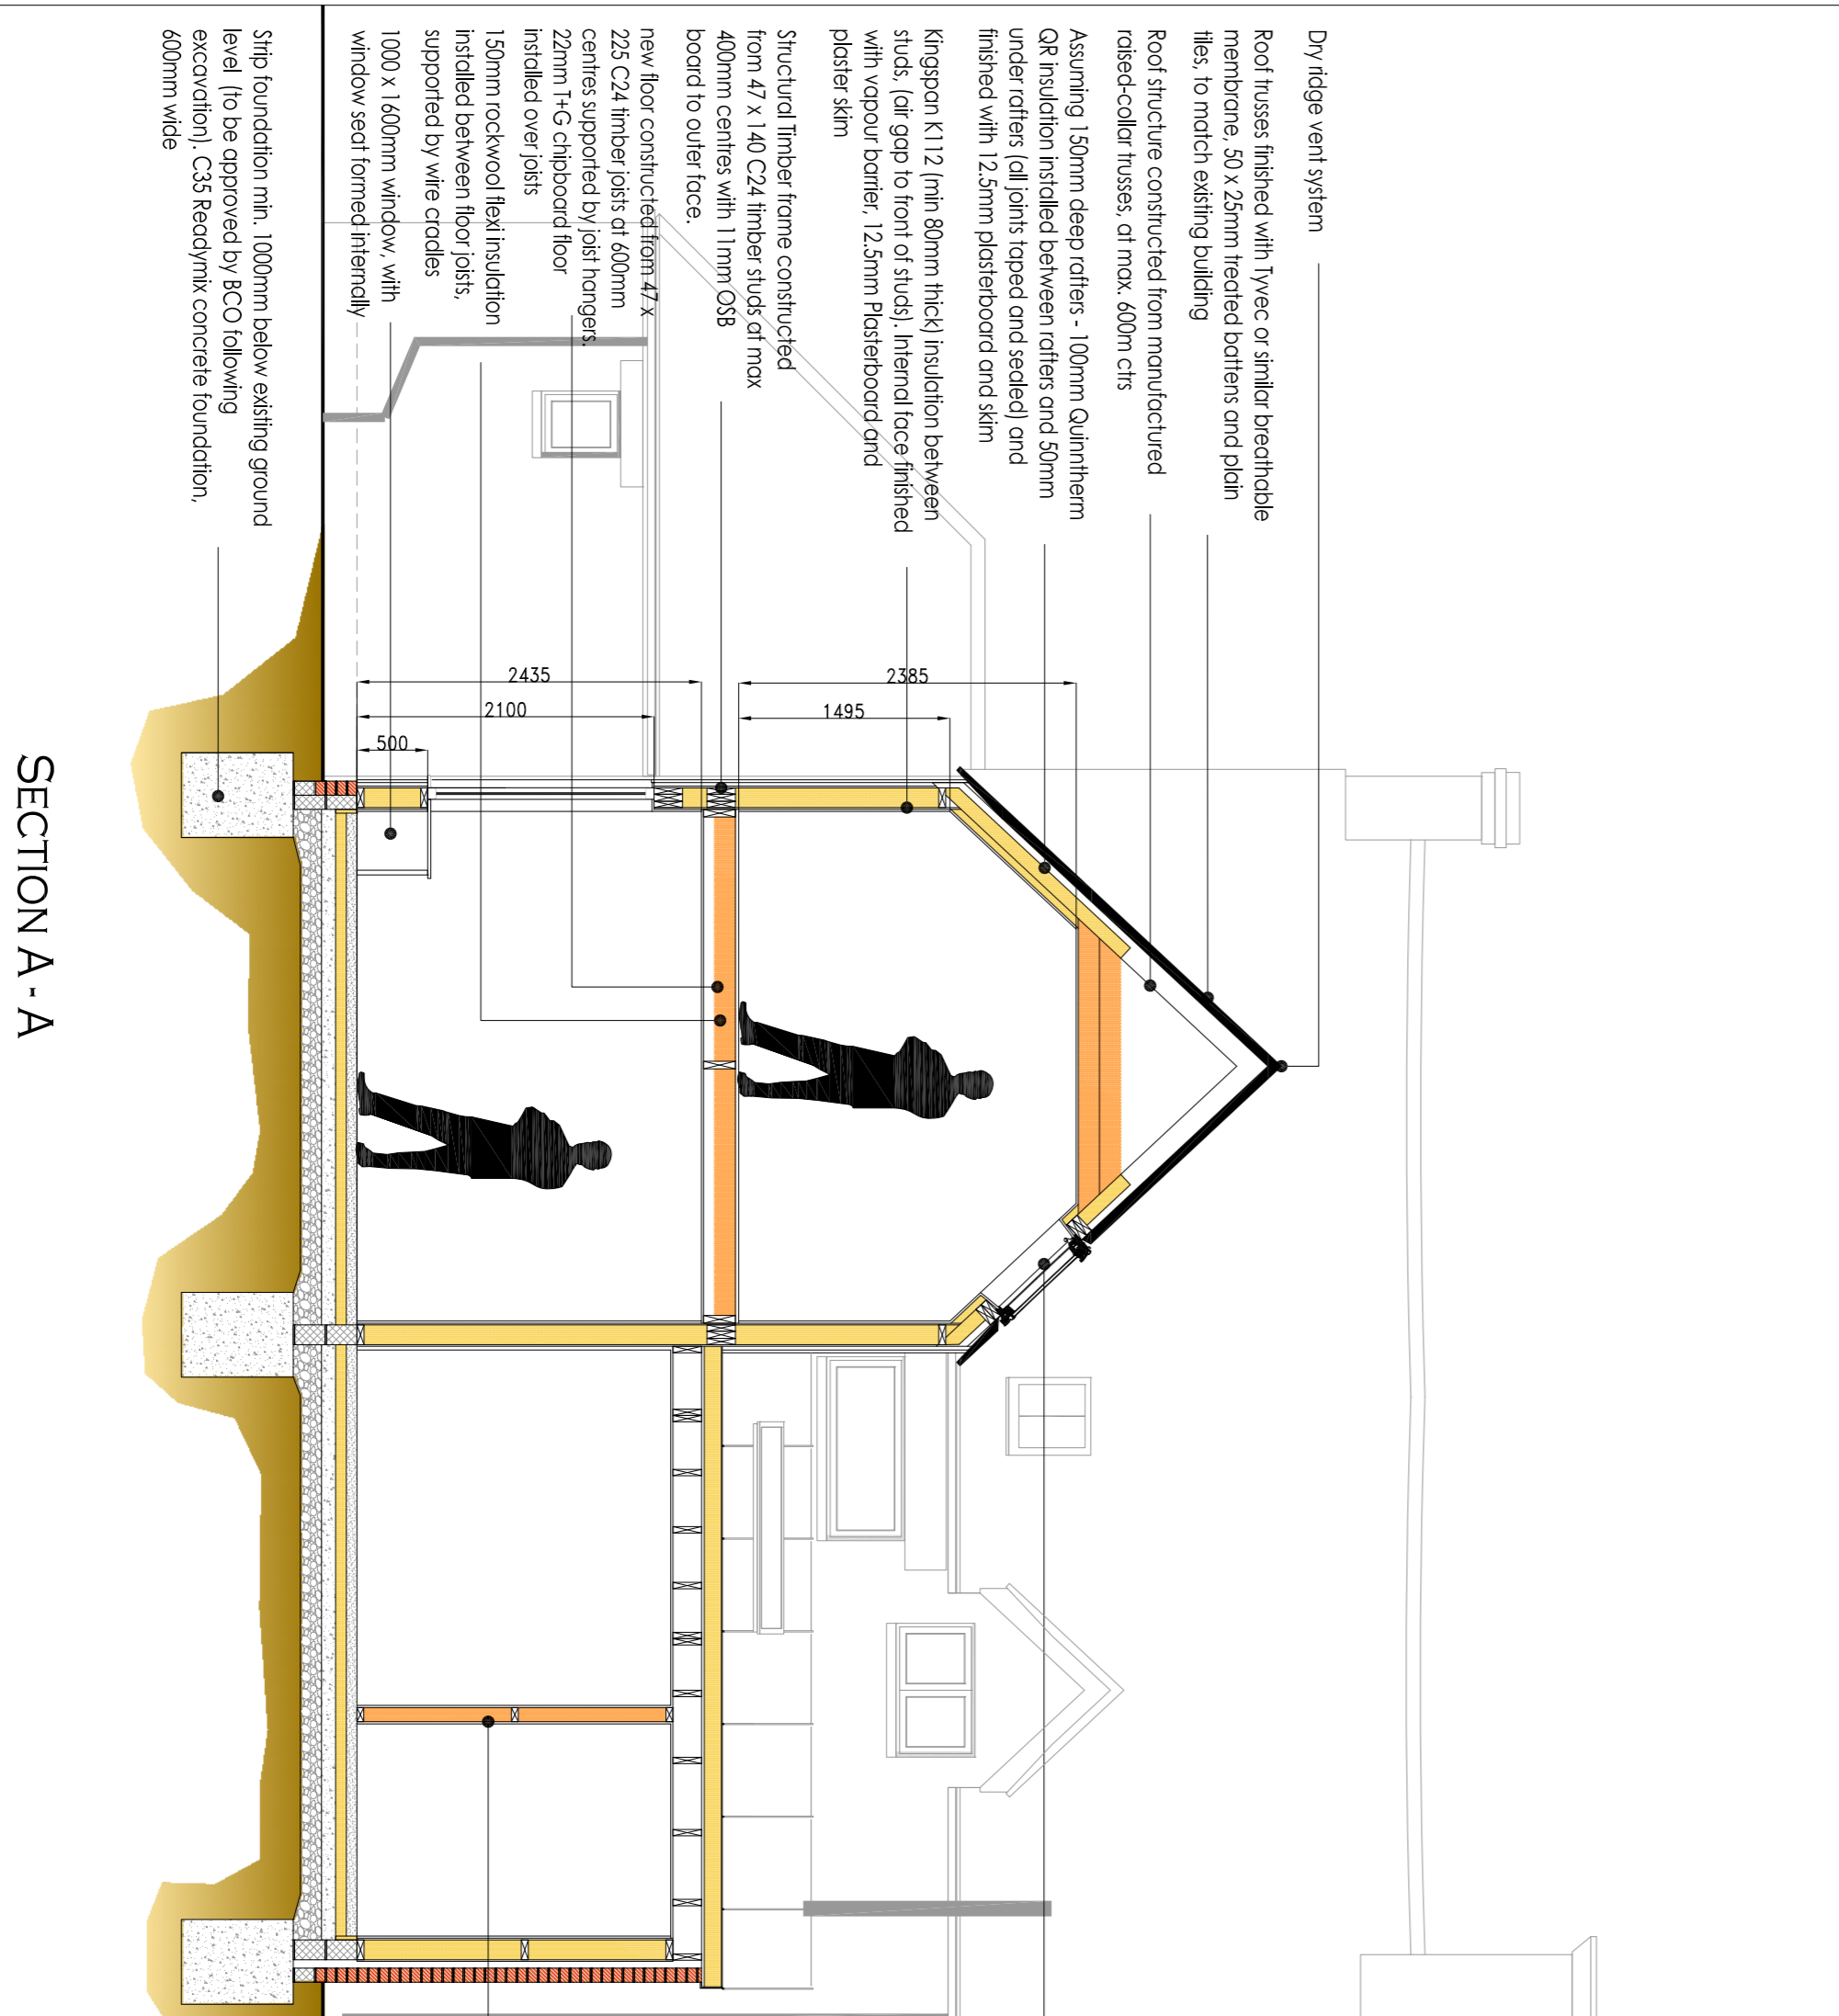 Dry ridge vent system
Roof trusses finished with Tyvec or similar breathable
membrane, 50 x 25mm treated battens and plain
tiles, to match existing building
Roof structure constructed from manufactured
raised-collar trusses, at max. 600m ctrs
Assuming 150mm deep rafters - 100mm Quinntherm
QR insulation installed between rafters and 50mm
under rafters (all joints taped and sealed) and
finished with 12.5mm plasterboard and skim
Kingspan K112 (min 80mm thick) insulation between
studs, (air gap to front of studs). Internal face finished
with vapour barrier, 12.5mm Plasterboard and
plaster skim
Structural Timber frame constructed
from 47 x 140 C24 timber studs at max
400mm centres with 11mm OSB
board to outer face.
new floor constructed from 47 x
225 C24 timber joists at 600mm
centres supported by joist hangers.
22mm T+G chipboard floor
installed over joists
150mm rockwool flexi insulation
installed between floor joists,
supported by wire cradles
1000 x 1600mm window, with
window seat formed internally
Strip foundation min. 1000mm below existing ground
level (to be approved by BCO following
excavation). C35 Readymix concrete foundation,
600mm wide
2385
1495
2435
2100
500
SECTION A - A